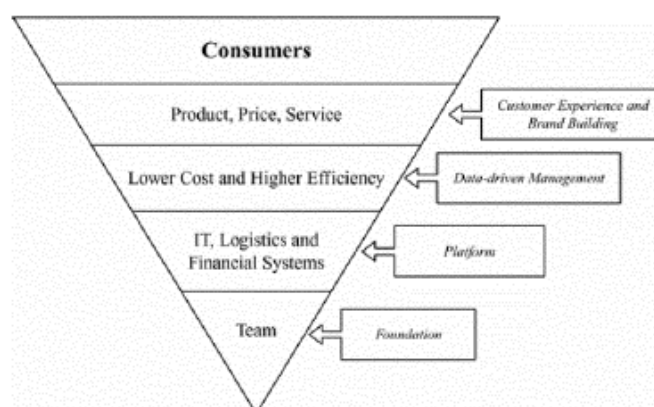 Consumers
Product, Price, Service
Customer Experience and
Brand Building
Lower Cost and Higher Efficiency
Data-driven Management
IT, Logistics and
Financial Systems
Platform
Team
Foundation